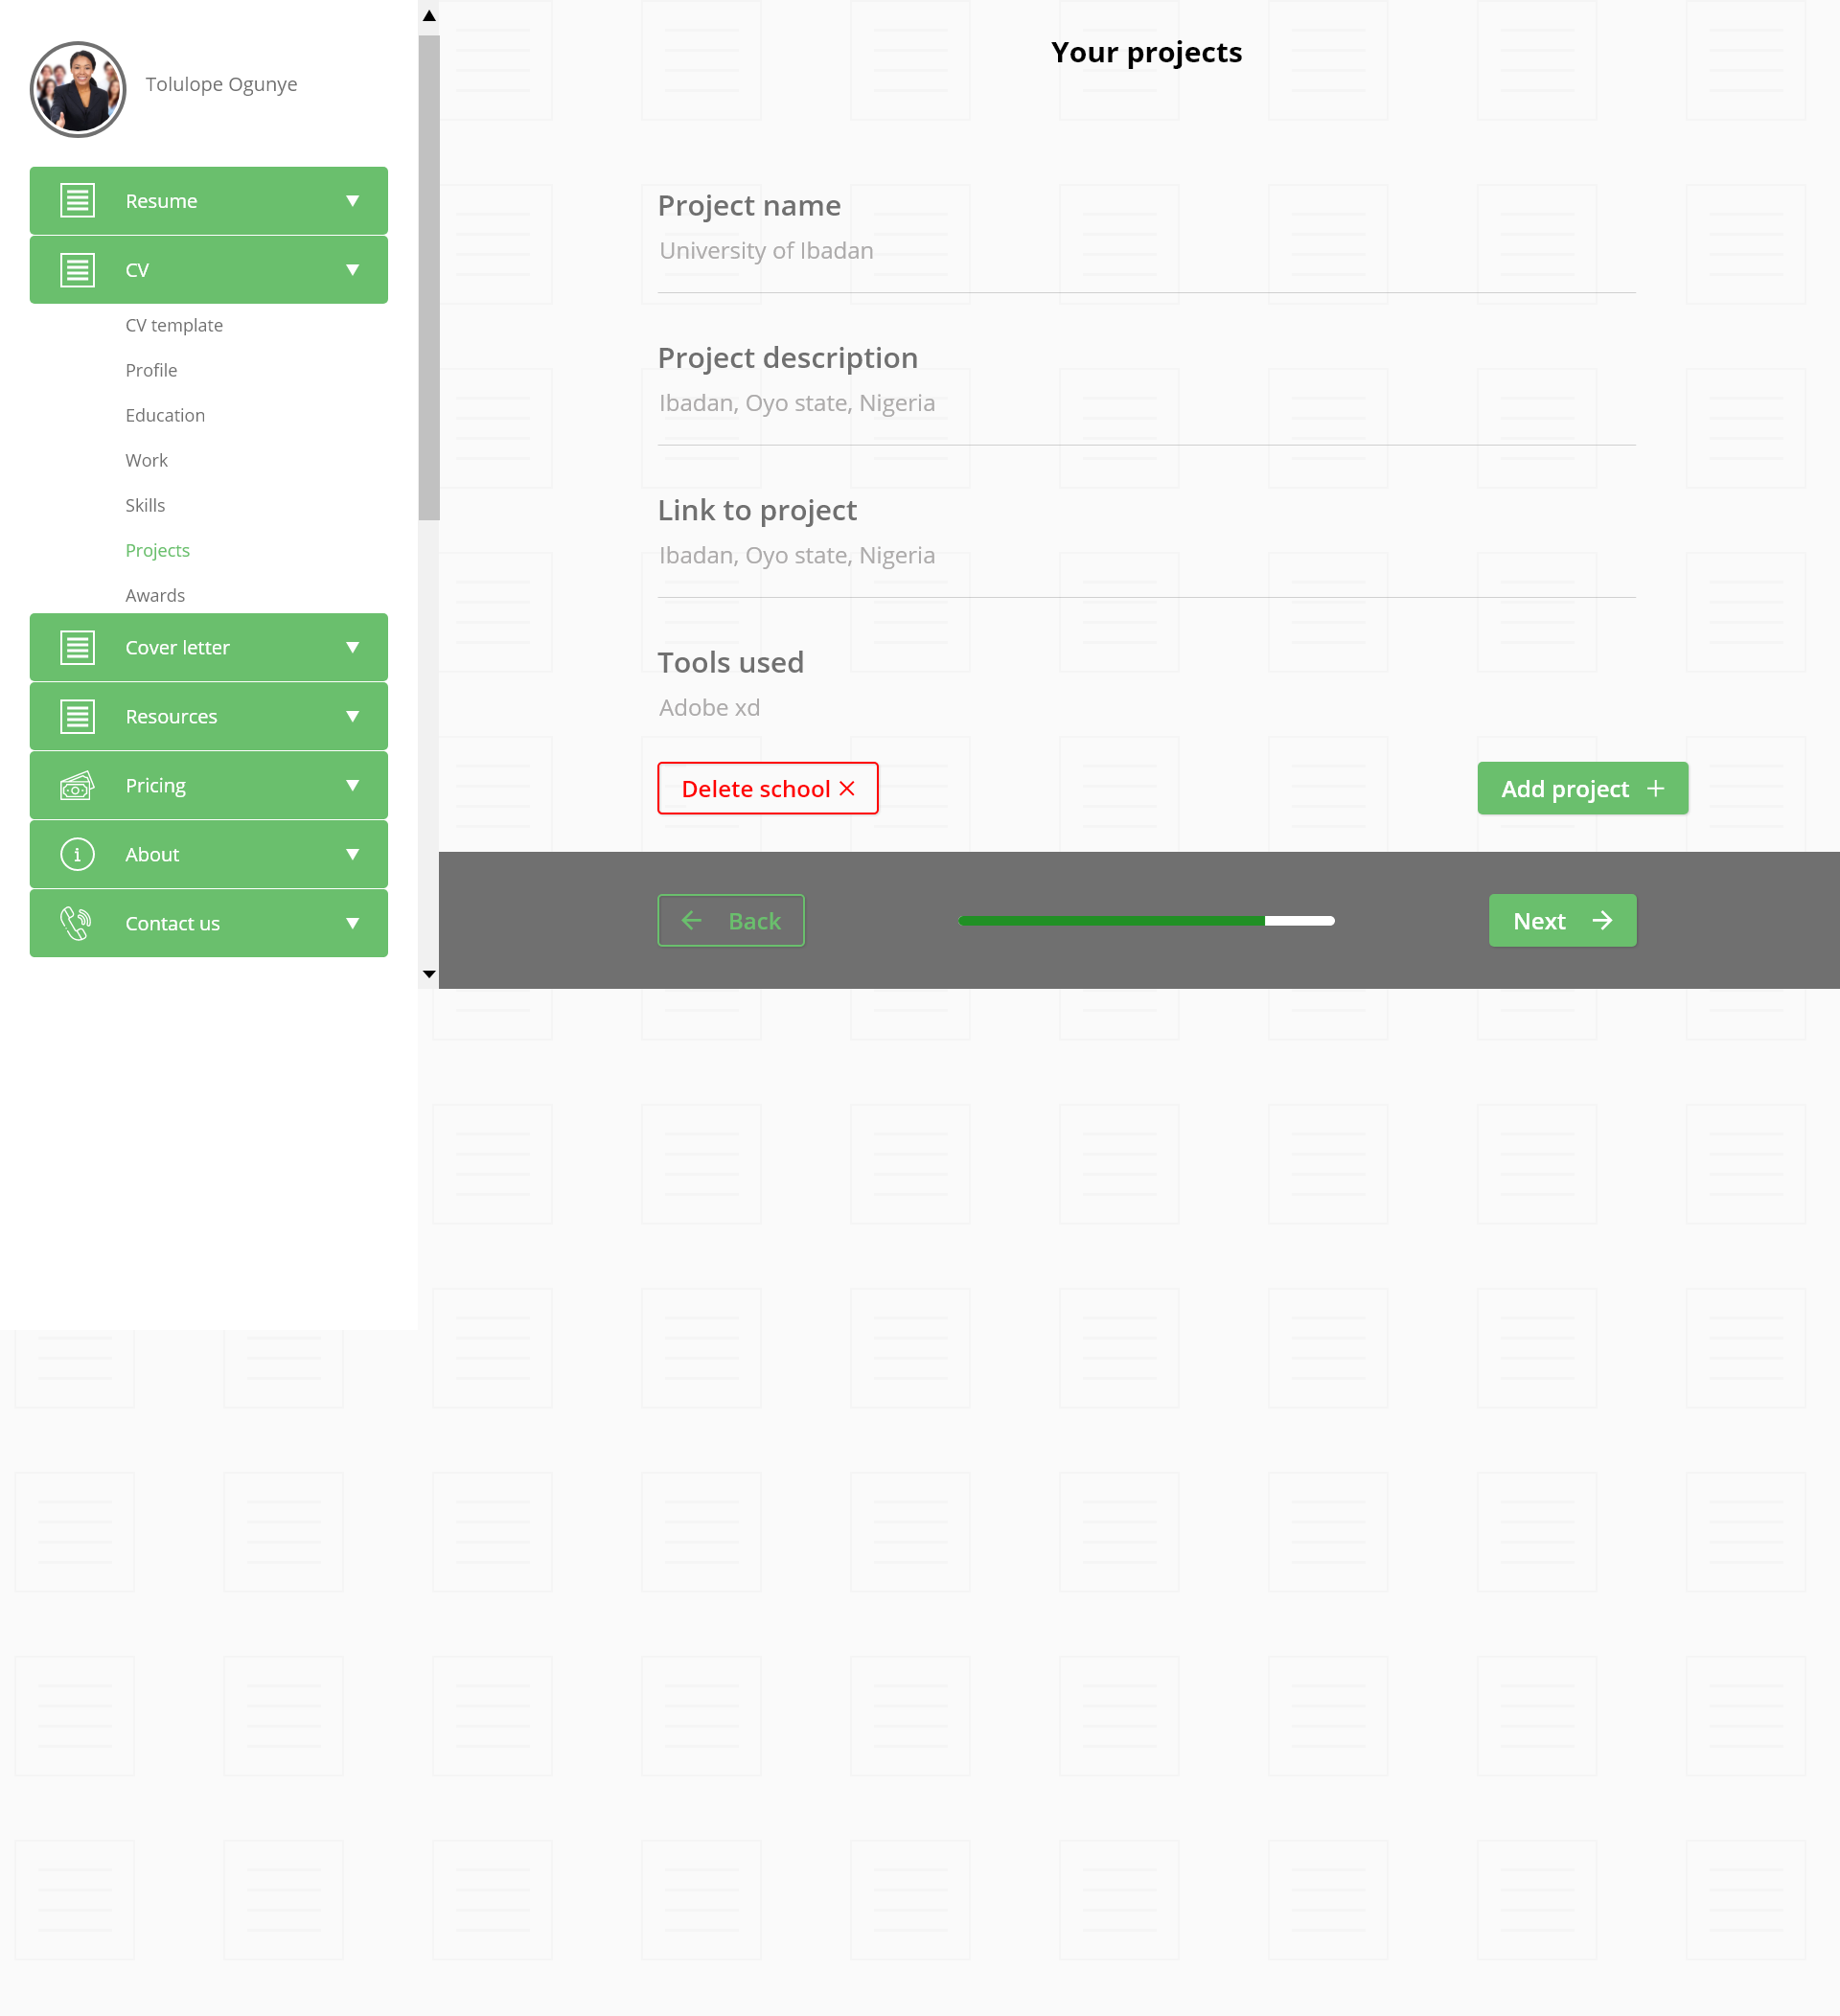 Tolulope Ogunye
Resume
CV
CV template
Profile
Education
Work
Skills
Projects
Awards
Cover letter
Resources
Pricing
About
Contact us
Your projects
Project name
University of Ibadan
Project description
Ibadan, Oyo state, Nigeria
Link to project
Ibadan, Oyo state, Nigeria
Tools used
Adobe xd
Delete school
Add project
Back
Next